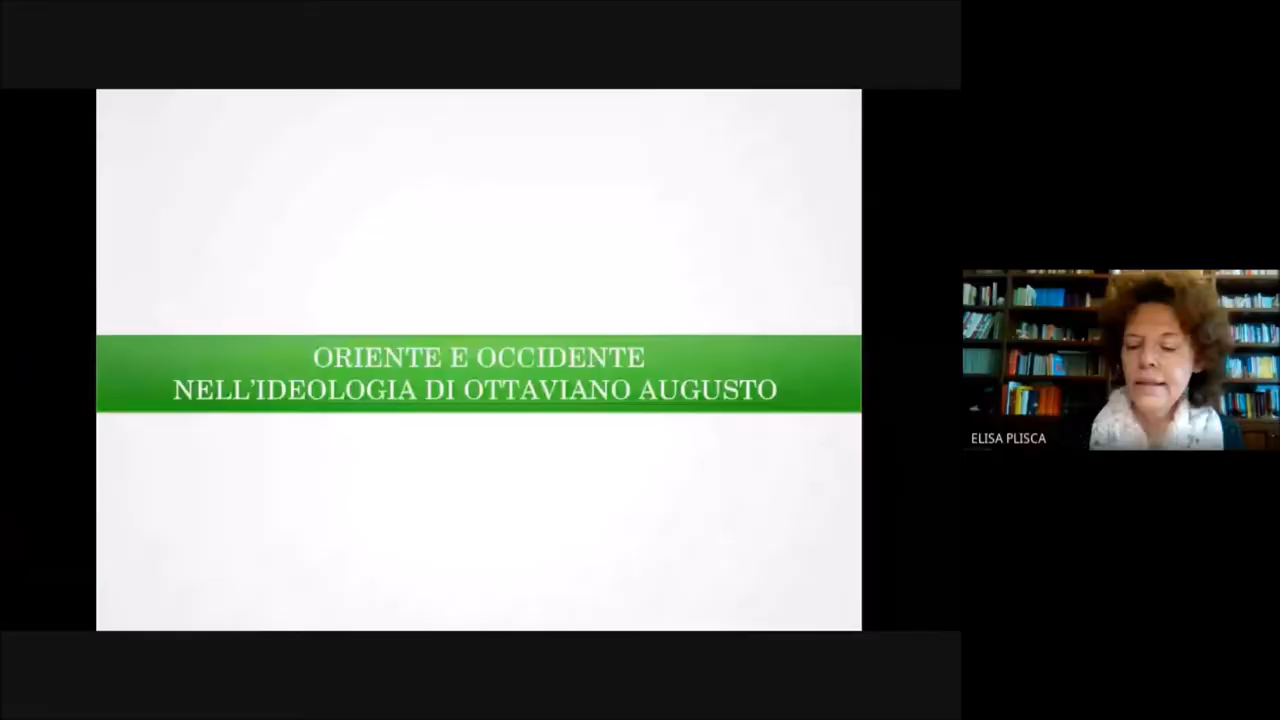 ORIENTE E OCCIDENTE
NELL'IDEOLOGIA DI OTTAVIANO AUGUSTO
ELISA PLISCA